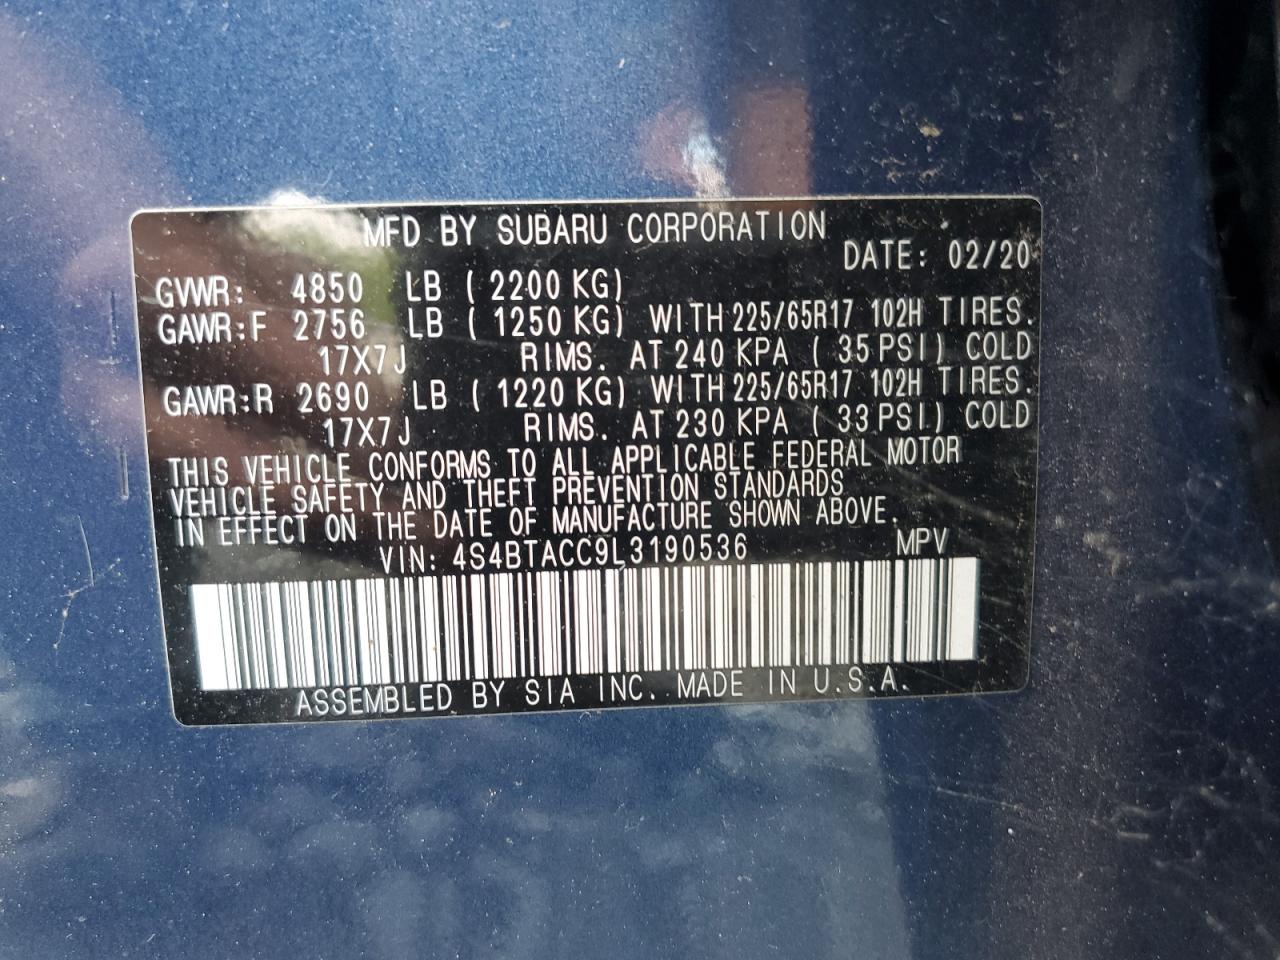 MFD BY SUBARU CORPORATION
DATE: 02/20
GVWR: 4850 LB ( 2200 KG)
GAWR:F 2756 LB ( 1250 KG) WITH 225/65R17 102H TIRES.
17X7J RIMS. AT 240 KPA ( 35 PSI) COLD
GAWR:R 2690 LB ( 1220 KG) WITH 225/65R17 102H TIRES.
17X7J RIMS. AT 230 KPA ( 33 PSI) COLD
THIS VEHICLE CONFORMS TO ALL APPLICABLE FEDERAL MOTOR
VEHICLE SAFETY AND THEFT PREVENTION STANDARDS
IN EFFECT ON THE DATE OF MANUFACTURE SHOWN ABOVE.
VIN: 4S4BTACC9L3190536 MPV
ASSEMBLED BY SIA INC. MADE IN U.S.A.